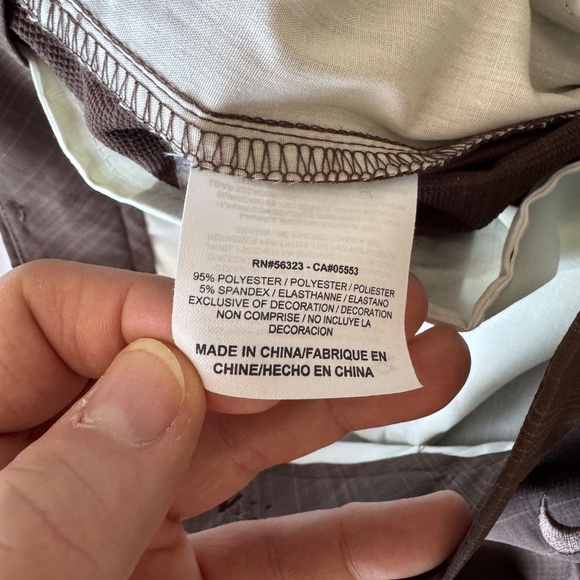 RN#56323 - CA#05553
95% POLYESTER / POLYESTER / POLIESTER
5% SPANDEX / ELASTHANNE / ELASTANO
EXCLUSIVE OF DECORATION / DECORATION
NON COMPRISE / NO INCLUYE LA
DECORACION
MADE IN CHINA/FABRIQUE EN
CHINE/HECHO EN CHINA